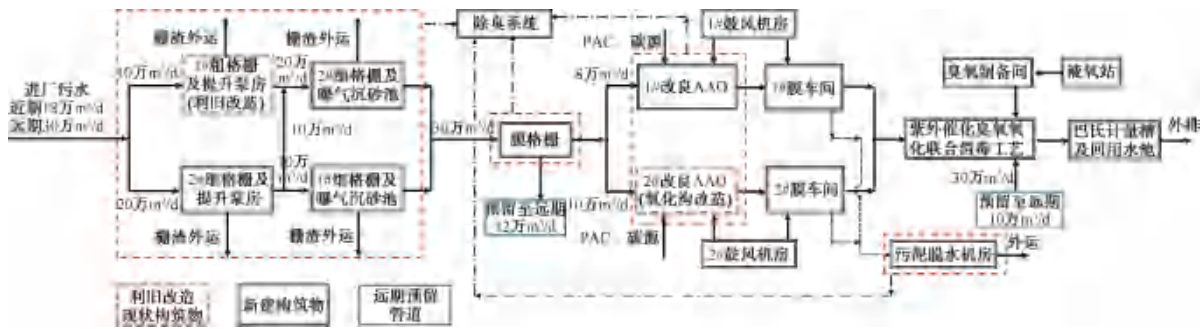 栅渣外运
栅渣外运
除臭系统
1#鼓风机房
PAC
碳源
进厂污水
近期18万m³/d
远期30万m³/d
10万m³/d
1#粗格栅
及提升泵房
(利旧改造)
20万
m³/d
2#细格栅及
曝气沉砂池
8万m³/d
1#改良AAO
1#膜车间
臭氧制备间
液氧站
10万m³/d
30万m³/d
膜格栅
紫外催化臭氧氧
化联合消毒工艺
巴氏计量槽
及回用水池
外排
20万m³/d
2#粗格栅及
提升泵房
10万
m³/d
1#细格栅及
曝气沉砂池
预留至远期
12万m³/d
10万m³/d
2#改良AAO
(氧化沟改造)
2#膜车间
30万m³/d
预留至远期
10万m³/d
栅渣外运
栅渣外运
PAC
碳源
2#鼓风机房
污泥脱水机房
外运
利旧改造
现状构筑物
新建构筑物
远期预留
管道